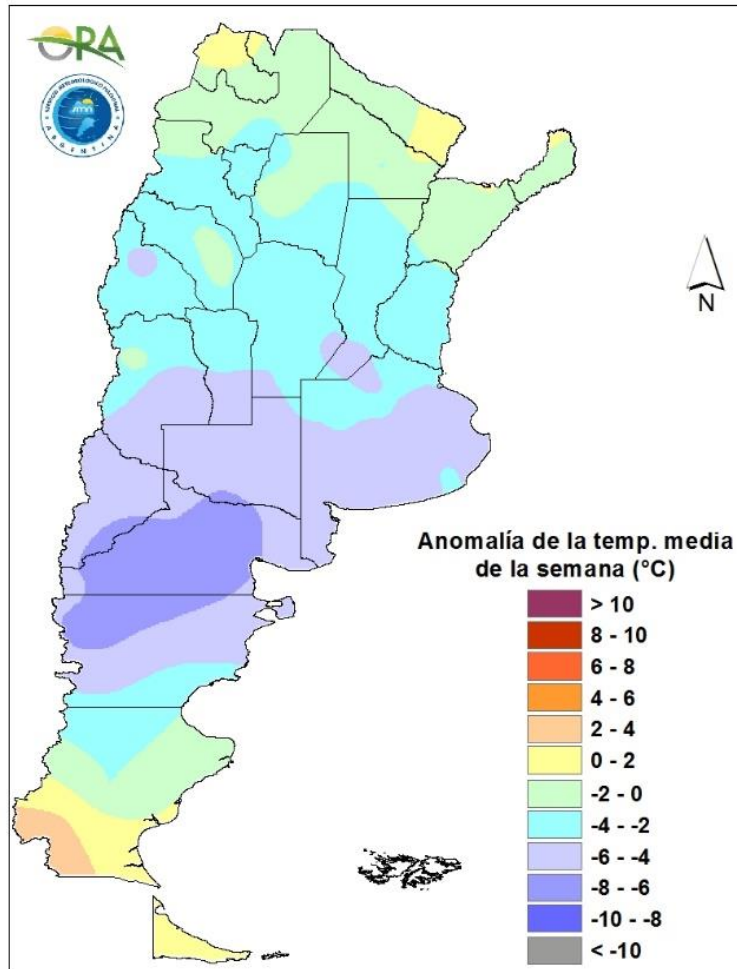 ORA
ARGENTINA
N
Anomalía de la temp. media
de la semana (°C)
> 10
8 - 10
6 - 8
4 - 6
2 - 4
0 - 2
-2 - 0
-4 - -2
-6 - -4
-8 - -6
-10 - -8
< -10